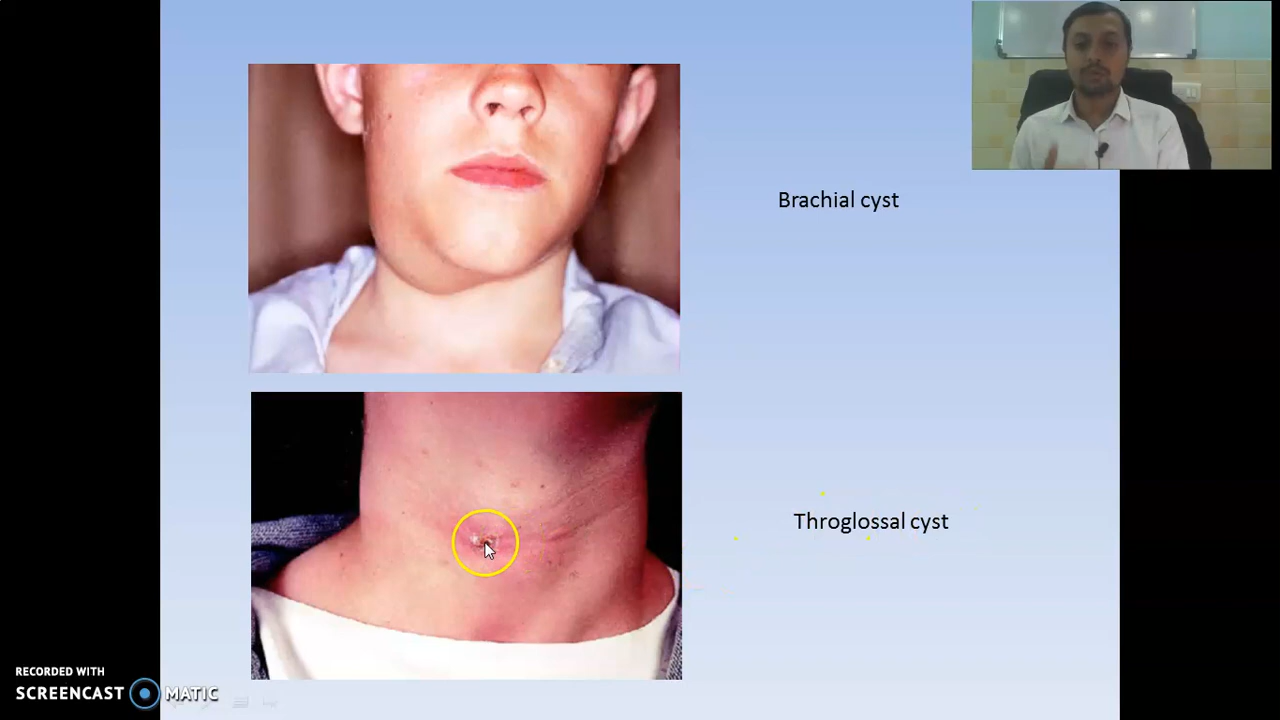 Brachial cyst
Throglossal cyst
RECORDED WITH
SCREENCAST MATIC